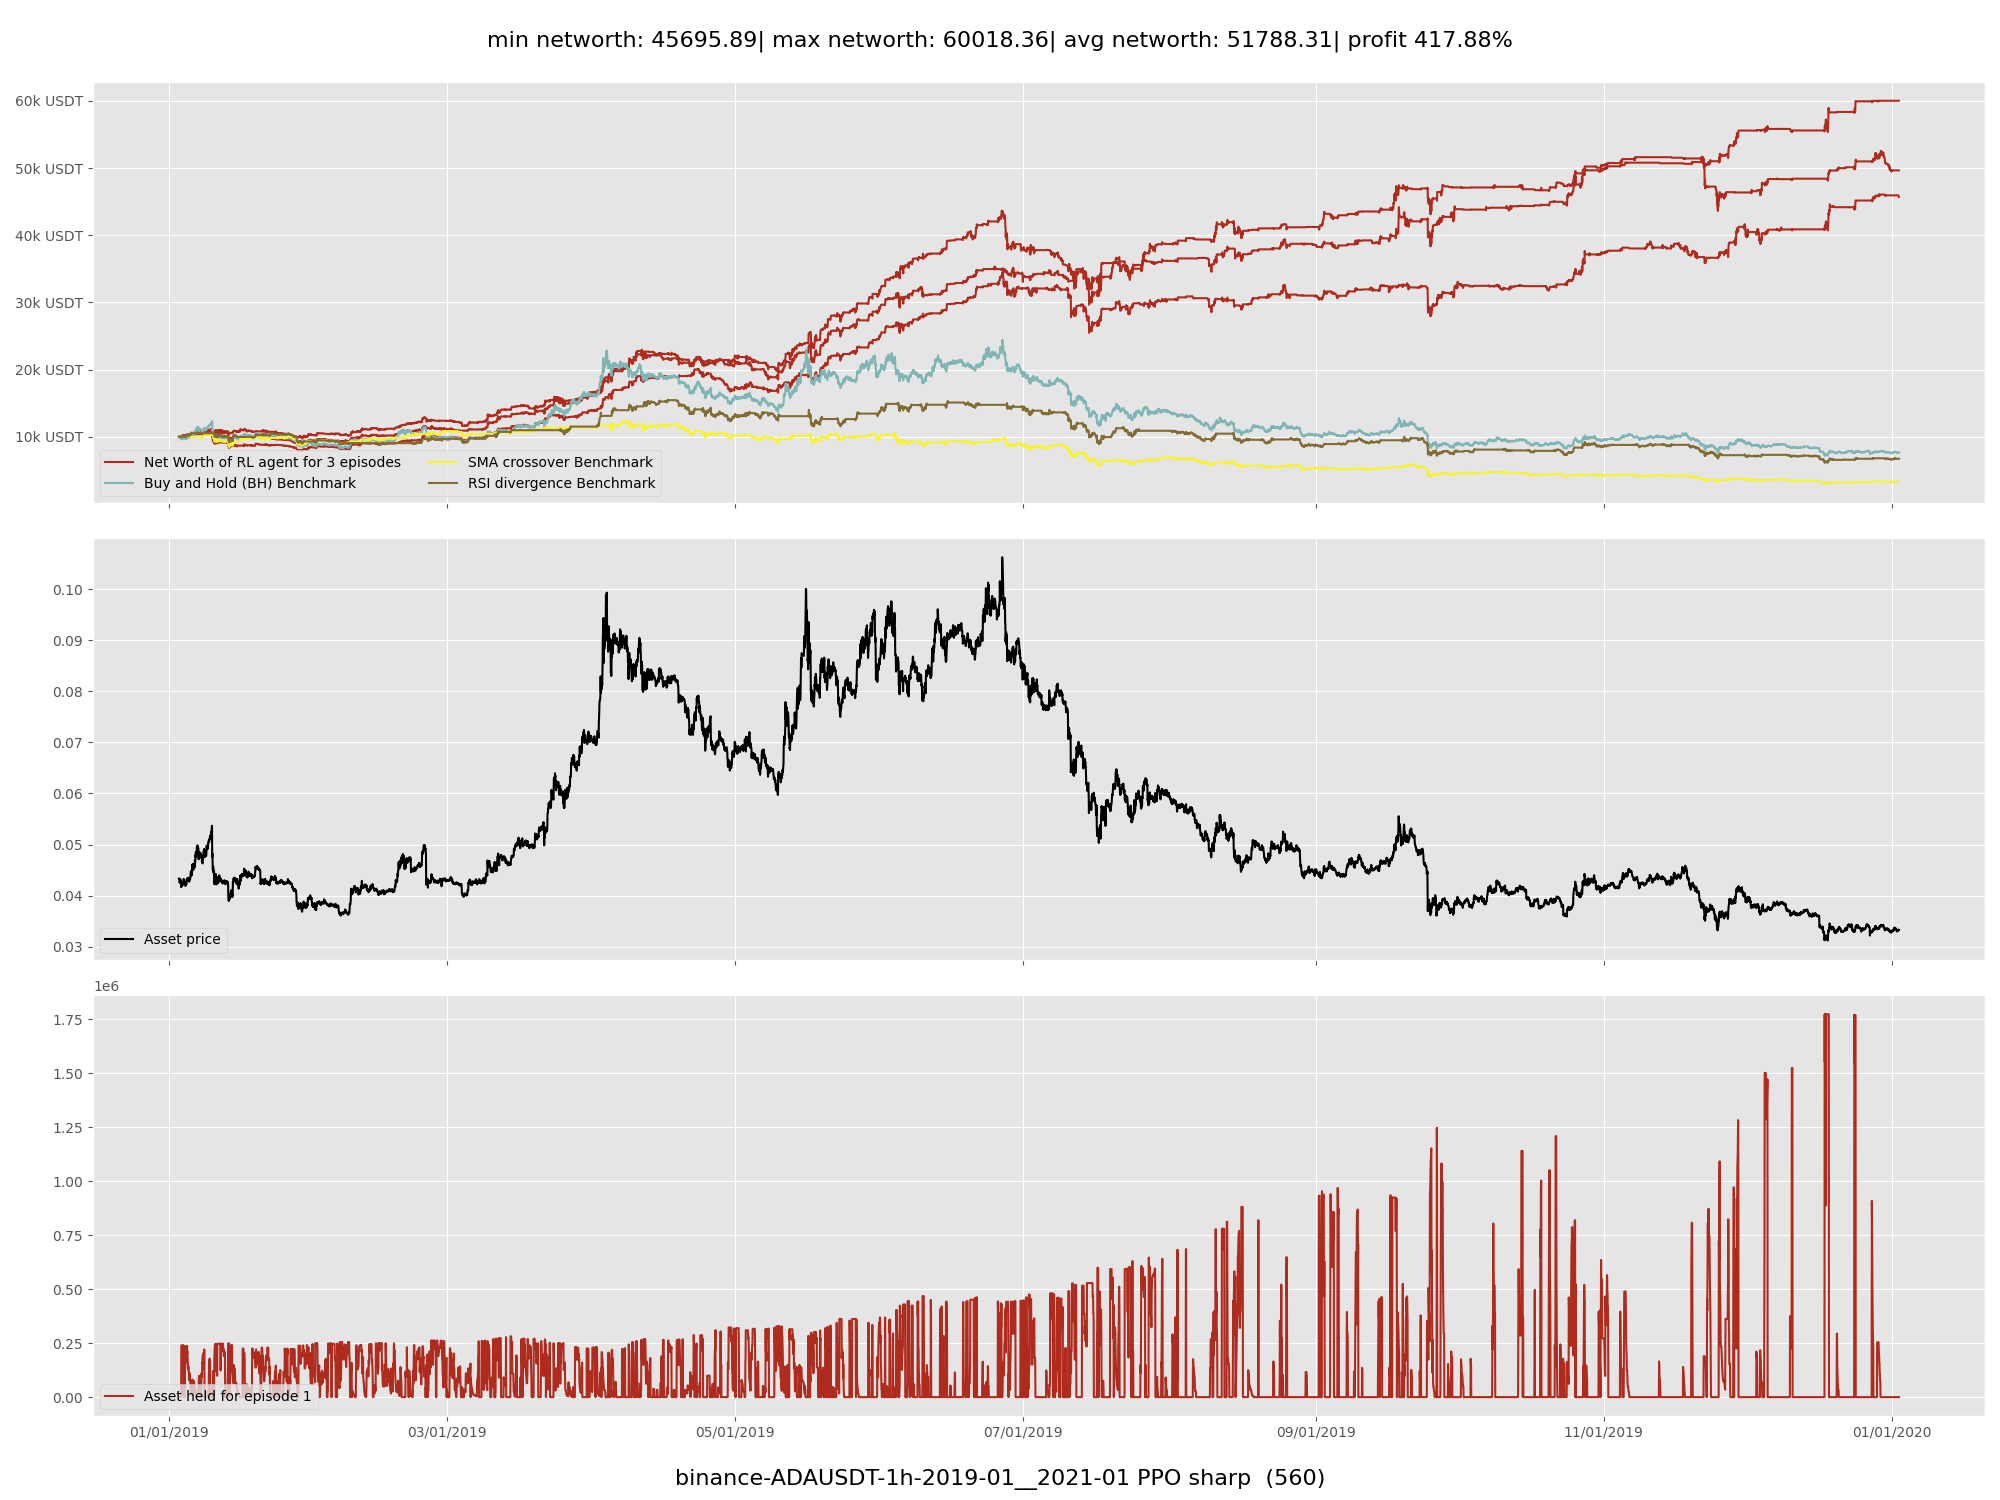 min networth: 45695.89| max networth: 60018.36| avg networth: 51788.31| profit 417.88%
60k USDT
50k USDT
40k USDT
30k USDT
20k USDT
10k USDT
Net Worth of RL agent for 3 episodes
Buy and Hold (BH) Benchmark
SMA crossover Benchmark
RSI divergence Benchmark
0.10
0.09
0.08
0.07
0.06
0.05
0.04
0.03
Asset price
1e6
1.75
1.50
1.25
1.00
0.75
0.50
0.25
0.00
Asset held for episode 1
01/01/2019 03/01/2019 05/01/2019 07/01/2019 09/01/2019 11/01/2019 01/01/2020
binance-ADAUSDT-1h-2019-01__2021-01 PPO sharp  (560)